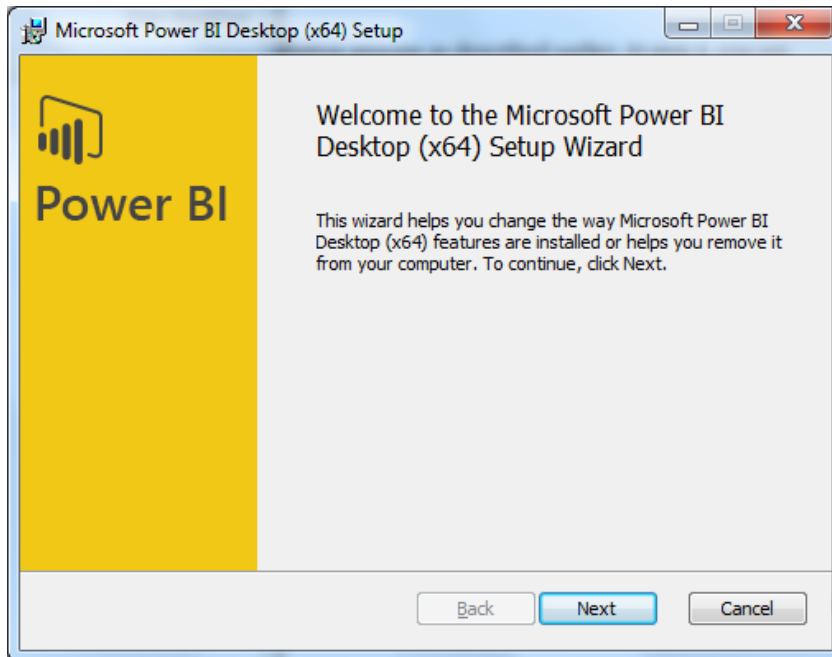 Microsoft Power BI Desktop (x64) Setup
Power BI
Welcome to the Microsoft Power BI
Desktop (x64) Setup Wizard
This wizard helps you change the way Microsoft Power BI
Desktop (x64) features are installed or helps you remove it
from your computer. To continue, click Next.
Back
Next
Cancel